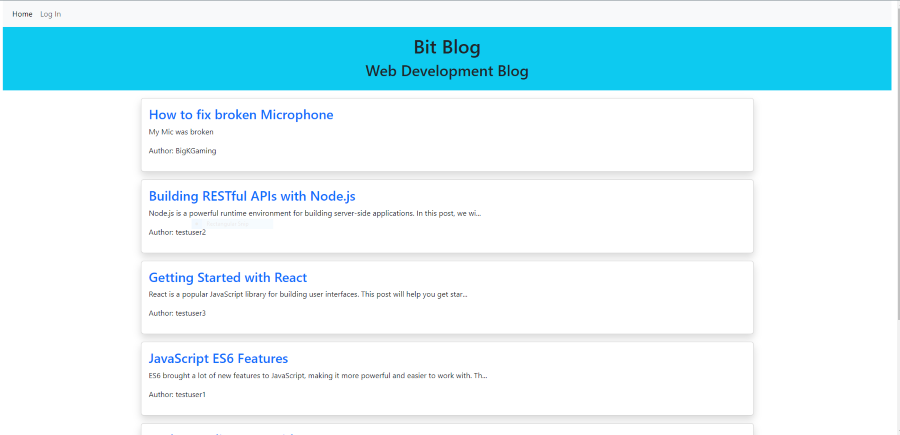 Home Log In
Bit Blog
Web Development Blog
How to fix broken Microphone
My Mic was broken
Author: BigKGaming
Building RESTful APIs with Node.js
Node.js is a powerful runtime environment for building server-side applications. In this post, we wi...
Author: testuser2
Getting Started with React
React is a popular JavaScript library for building user interfaces. This post will help you get star...
Author: testuser3
JavaScript ES6 Features
ES6 brought a lot of new features to JavaScript, making it more powerful and easier to work with. Th...
Author: testuser1